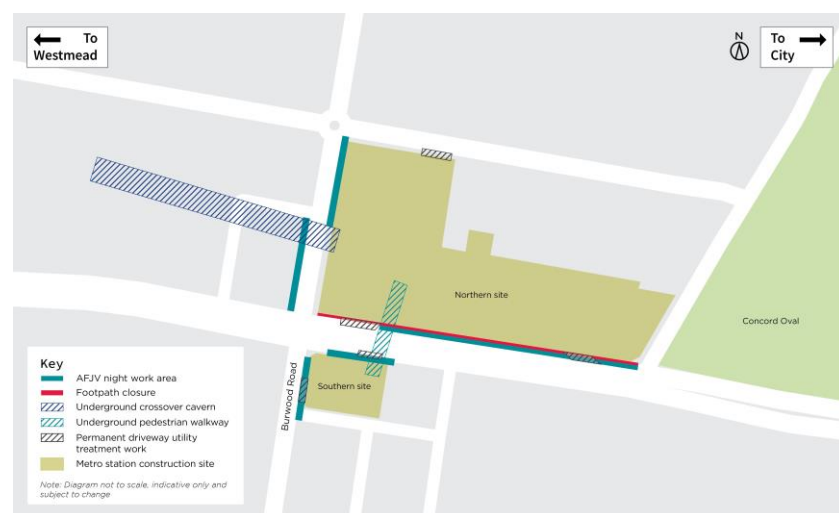 To
Westmead
N
To
City
Northern site
Concord Oval
Southern site
Burwood Road
Key
AFJV night work area
Footpath closure
Underground crossover cavern
Underground pedestrian walkway
Permanent driveway utility
treatment work
Metro station construction site
Note: Diagram not to scale, indicative only and
subject to change